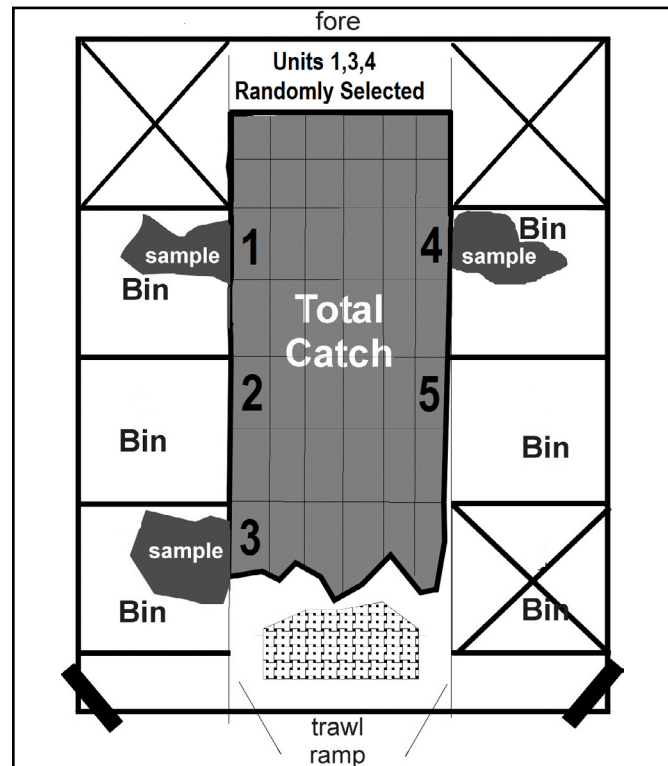 fore
Units 1,3,4
Randomly Selected
1
sample
Bin
4
Bin
sample
Total
Catch
2
Bin
5
Bin
3
sample
Bin
Bin
trawl
ramp